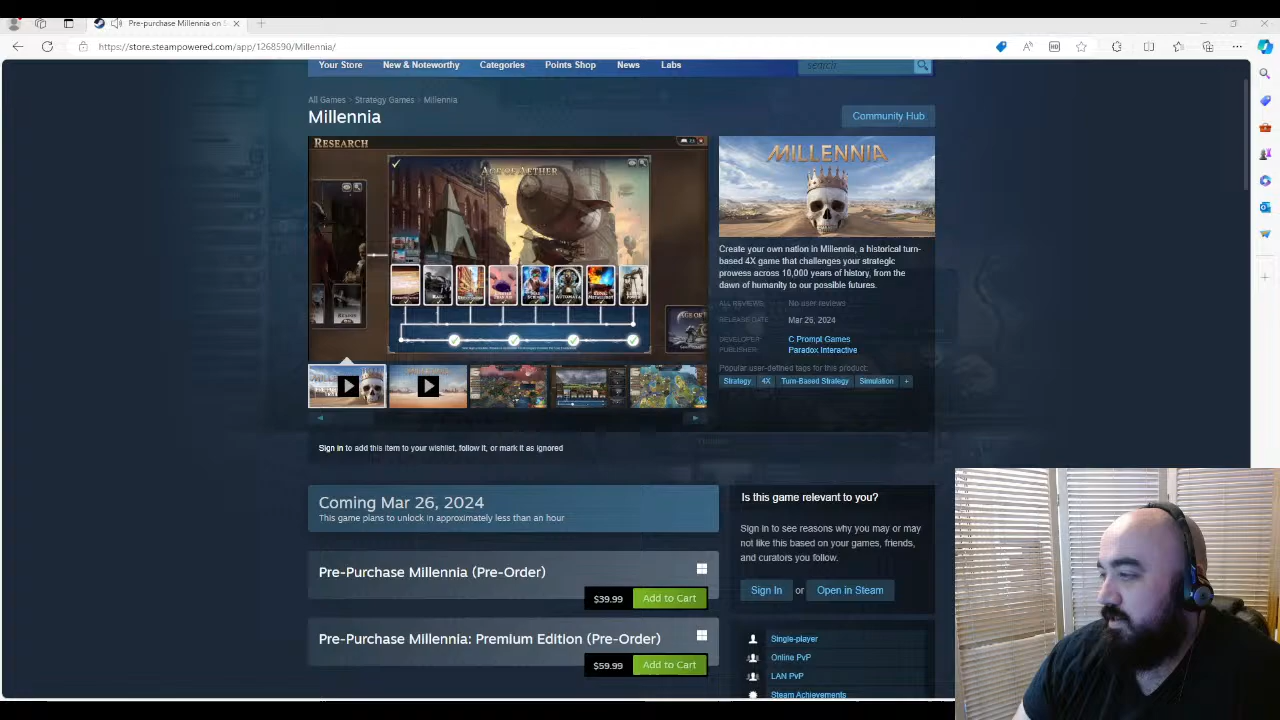 Pre-purchase Millennia on S
https://store.steampowered.com/app/1268590/Millennia/
Your Store
New & Noteworthy
Categories
Points Shop
News
Labs
search
All Games > Strategy Games > Millennia
Millennia
Community Hub
RESEARCH
AGE OF AETHER
MILLENNIA
Create your own nation in Millennia, a historical turn-
based 4X game that challenges your strategic
prowess across 10,000 years of history, from the
dawn of humanity to our possible futures.
ALL REVIEWS: No user reviews
RELEASE DATE: Mar 26, 2024
DEVELOPER: C Prompt Games
PUBLISHER: Paradox Interactive
Popular user-defined tags for this product:
Strategy
4X
Turn-Based Strategy
Simulation
+
Sign in to add this item to your wishlist, follow it, or mark it as ignored
Coming Mar 26, 2024
This game plans to unlock in approximately less than an hour
Is this game relevant to you?
Sign in to see reasons why you may or may
not like this based on your games, friends,
and curators you follow.
Sign In or Open in Steam
Pre-Purchase Millennia (Pre-Order)
$39.99 Add to Cart
Pre-Purchase Millennia: Premium Edition (Pre-Order)
$59.99 Add to Cart
Single-player
Online PvP
LAN PvP
Steam Achievements